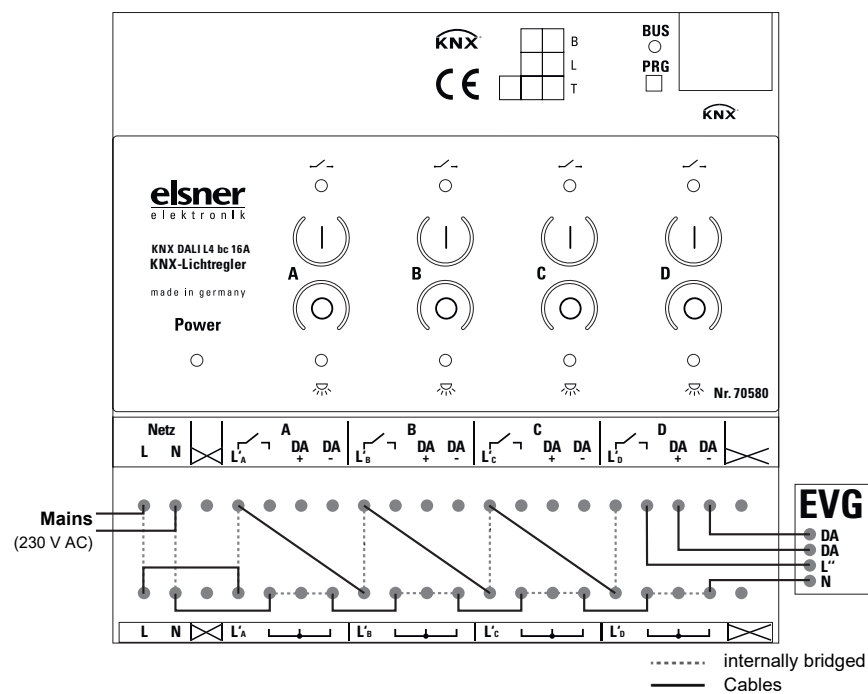 KNX
B
L
T
BUS
PRG
KNX
elsner
elektronik
KNX DALI L4 bc 16A
KNX-Lichtregler
made in germany
Power
A
B
C
D
Nr. 70580
Netz
L N
A
L'A DA + DA -
B
L'B DA + DA -
C
L'C DA + DA -
D
L'D DA + DA -
Mains
(230 V AC)
EVG
DA
DA
L''
N
L N L'A L'B L'C L'D
internally bridged
Cables